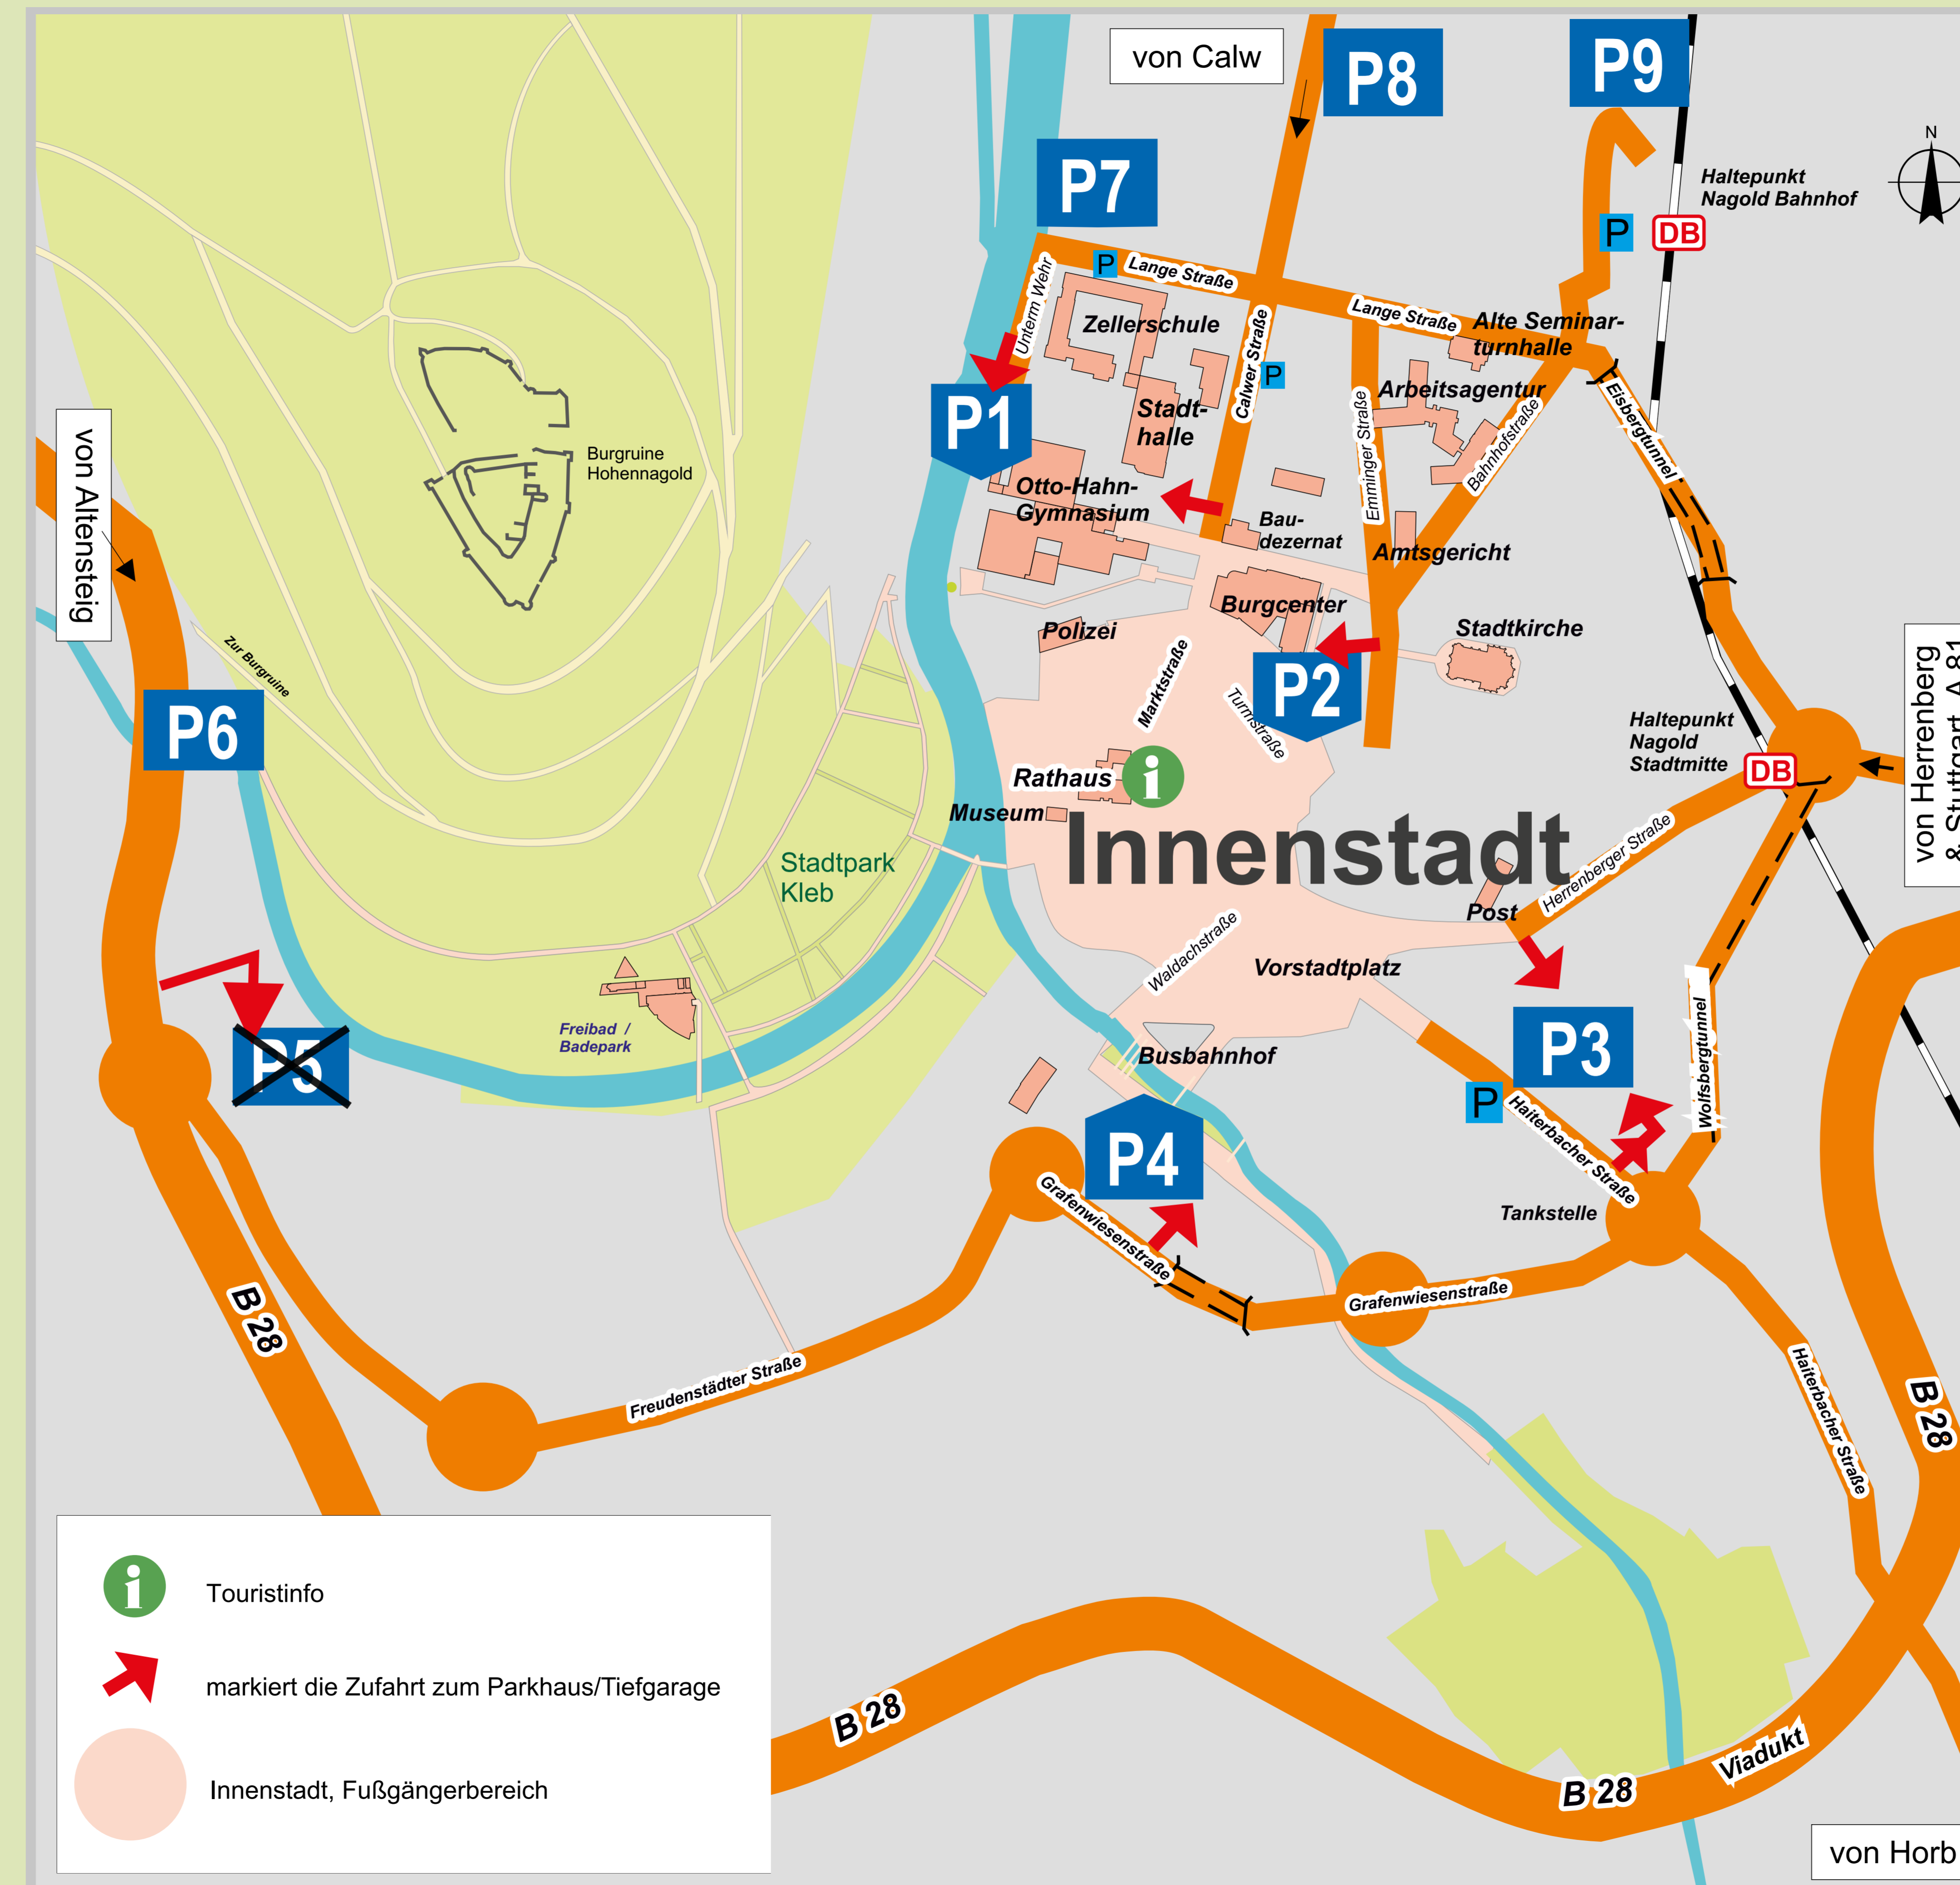 von Calw
P8
P9
N
Haltepunkt
Nagold Bahnhof
P7
P
DB
P
Lange Straße
Unterm Wehr
Zellerschule
Lange Straße
Alte Seminar-
turnhalle
Calwer Straße
P
Arbeitsagentur
Eisbergtunnel
P1
Stadt-
halle
Emminger Straße
Bahnhofstraße
von Altensteig
Burgruine
Hohennagold
Otto-Hahn-
Gymnasium
Bau-
dezernat
Amtsgericht
Burgcenter
Polizei
Stadtkirche
Zur Burgruine
Marktstraße
P2
Turmstraße
von Herrenberg
& Stuttgart, A 81
P6
Haltepunkt
Nagold
Stadtmitte
DB
Rathaus
i
Museum
Innenstadt
Stadtpark
Kleb
Herrenberger Straße
Post
Waldachstraße
Vorstadtplatz
Freibad /
Badepark
P5
Busbahnhof
P3
Wolfsbergtunnel
P
Haiterbacher Straße
P4
Grafenwiesenstraße
Tankstelle
Grafenwiesenstraße
B 28
Freudenstädter Straße
Haiterbacher Straße
B 28
i
Touristinfo
markiert die Zufahrt zum Parkhaus/Tiefgarage
Innenstadt, Fußgängerbereich
B 28
B 28
Viadukt
von Horb